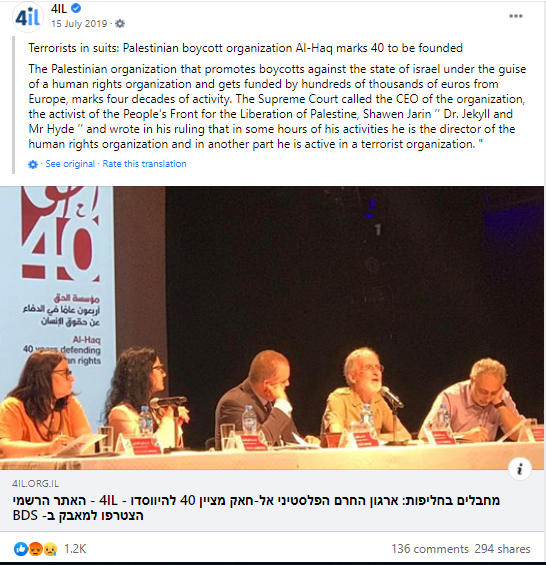 4IL
15 July 2019 ·
Terrorists in suits: Palestinian boycott organization Al-Haq marks 40 to be founded
The Palestinian organization that promotes boycotts against the state of israel under the guise
of a human rights organization and gets funded by hundreds of thousands of euros from
Europe, marks four decades of activity. The Supreme Court called the CEO of the organization,
the activist of the People's Front for the Liberation of Palestine, Shawen Jarin " Dr. Jekyll and
Mr Hyde " and wrote in his ruling that in some hours of his activities he is the director of the
human rights organization and in another part he is active in a terrorist organization. "
· See original · Rate this translation
40
مؤسسة الحق
أربعون عامًا في الدفاع
عن حقوق الإنسان
Al-Haq
40 years defending
rights
4IL.ORG.IL
מחבלים בחליפות: ארגון החרם הפלסטיני אל-חאק מציין 40 להיווסדו - 4IL - האתר הרשמי
הצטרפו למאבק ב- BDS
1.2K
136 comments 294 shares